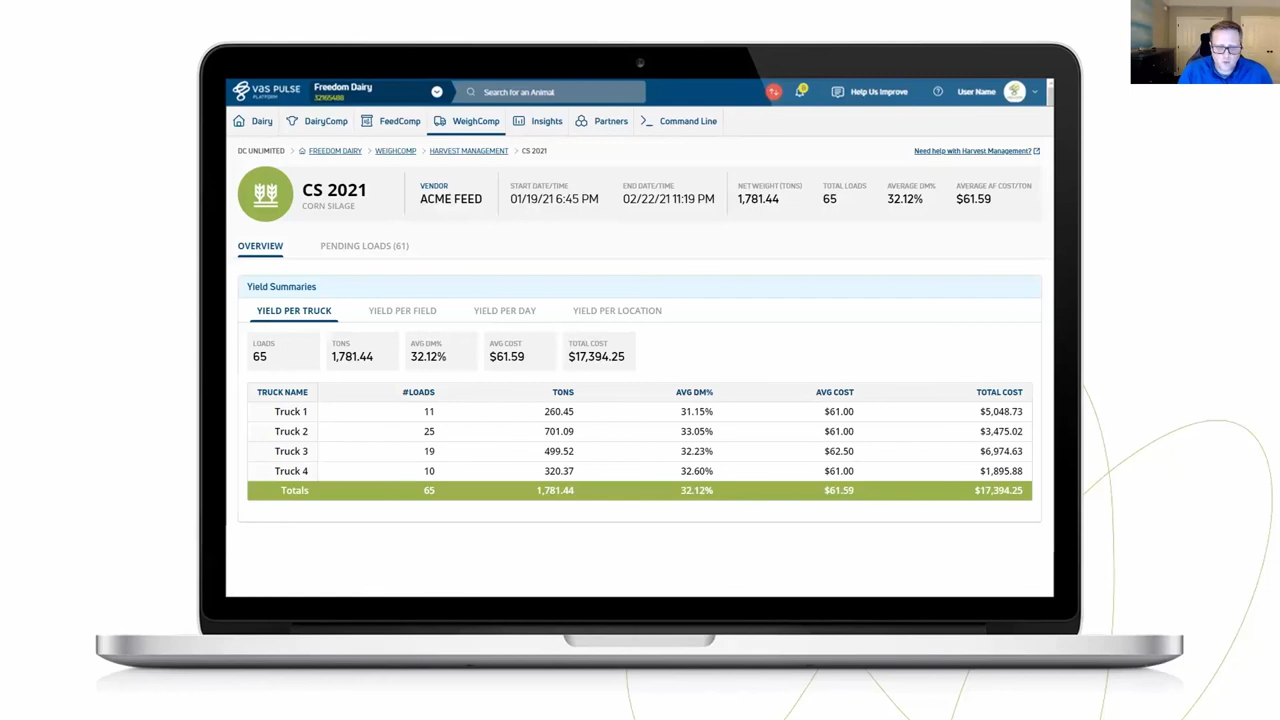 VAS PULSE
PLATFORM
Freedom Dairy
32165488
Search for an Animal
Help Us Improve
User Name
Dairy DairyComp FeedComp WeighComp Insights Partners Command Line
DC UNLIMITED > FREEDOM DAIRY > WEIGHCOMP > HARVEST MANAGEMENT > CS 2021
Need help with Harvest Management?
CS 2021
CORN SILAGE
VENDOR
ACME FEED
START DATE/TIME
01/19/21 6:45 PM
END DATE/TIME
02/22/21 11:19 PM
NET WEIGHT (TONS)
1,781.44
TOTAL LOADS
65
AVERAGE DM%
32.12%
AVERAGE AF COST/TON
$61.59
OVERVIEW PENDING LOADS (61)
Yield Summaries
YIELD PER TRUCK YIELD PER FIELD YIELD PER DAY YIELD PER LOCATION
LOADS
65
TONS
1,781.44
AVG DM%
32.12%
AVG COST
$61.59
TOTAL COST
$17,394.25
TRUCK NAME #LOADS TONS AVG DM% AVG COST TOTAL COST
Truck 1 11 260.45 31.15% $61.00 $5,048.73
Truck 2 25 701.09 33.05% $61.00 $3,475.02
Truck 3 19 499.52 32.23% $62.50 $6,974.63
Truck 4 10 320.37 32.60% $61.00 $1,895.88
Totals 65 1,781.44 32.12% $61.59 $17,394.25